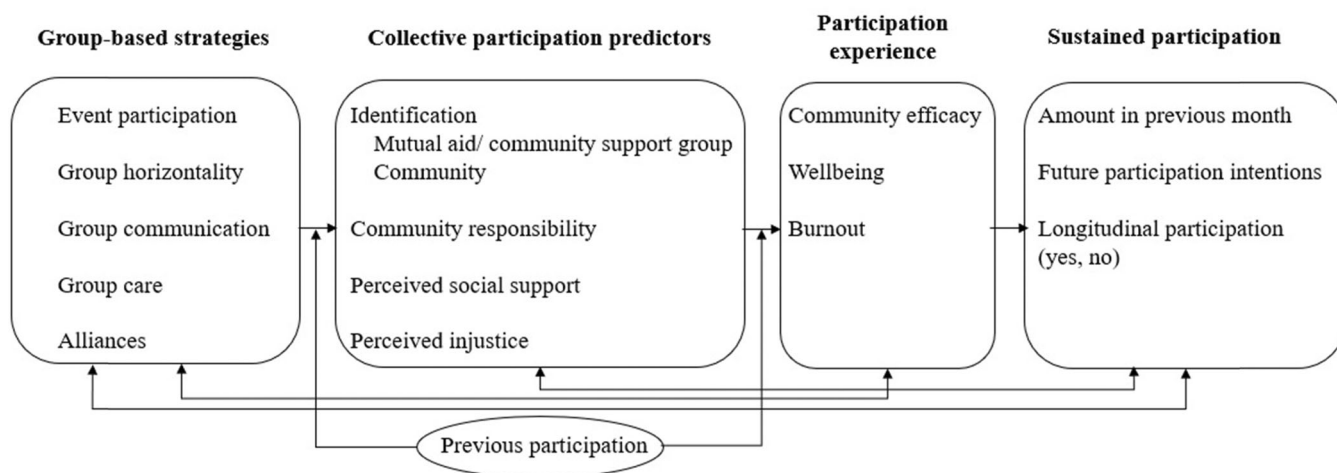 Group-based strategies
Event participation
Group horizontality
Group communication
Group care
Alliances
Collective participation predictors
Identification
Mutual aid/ community support group
Community
Community responsibility
Perceived social support
Perceived injustice
Participation
experience
Community efficacy
Wellbeing
Burnout
Sustained participation
Amount in previous month
Future participation intentions
Longitudinal participation
(yes, no)
Previous participation